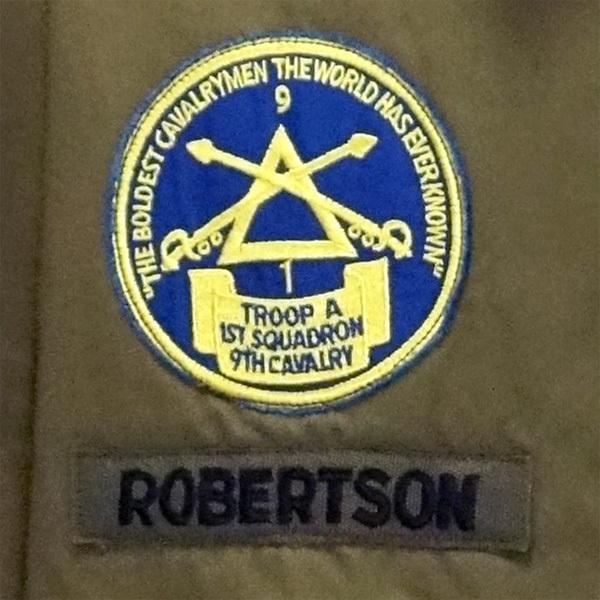 "THE BOLDEST CAVALRYMEN THE WORLD HAS EVER KNOWN"
9
1
TROOP A
1ST SQUADRON
9TH CAVALRY
ROBERTSON